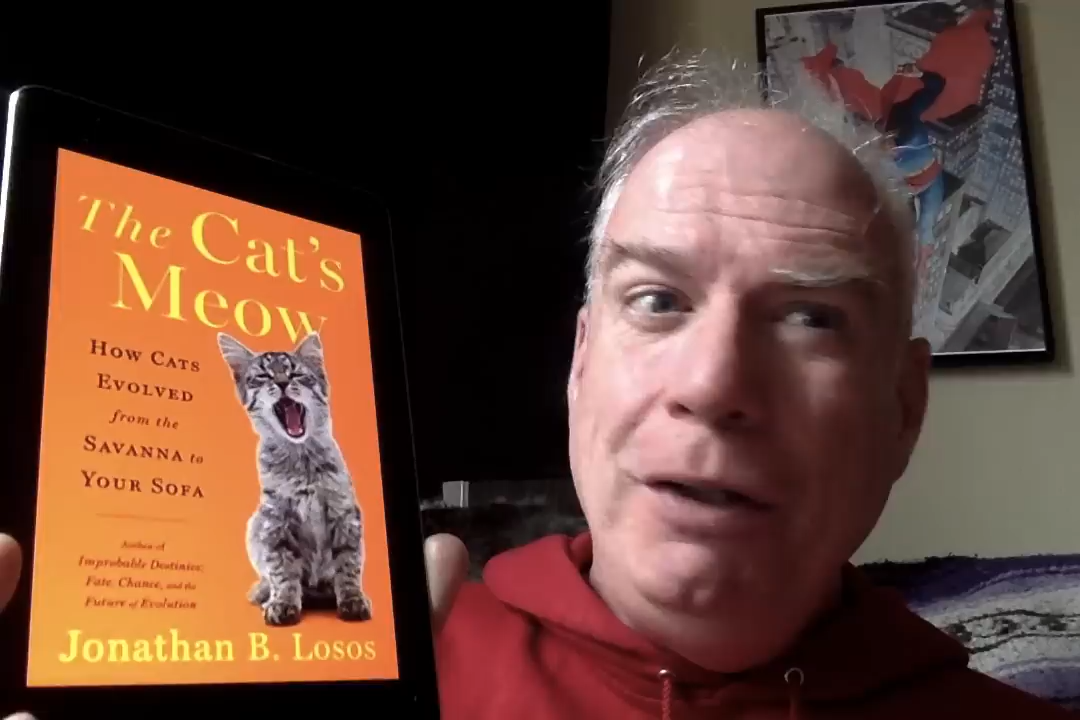 The Cat's
Meow
How Cats
Evolved
from the
Savanna to
Your Sofa
Author of
Improbable Destinies:
Fate, Chance, and the
Future of Evolution
Jonathan B. Losos